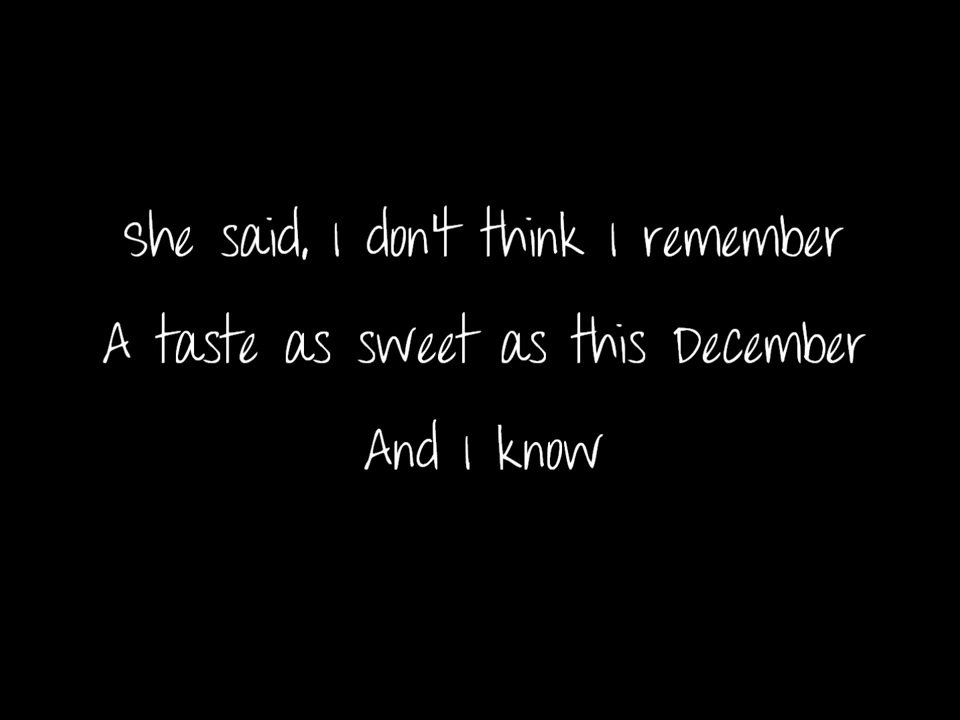 She said, I don't think I remember
A taste as sweet as this December
And I know